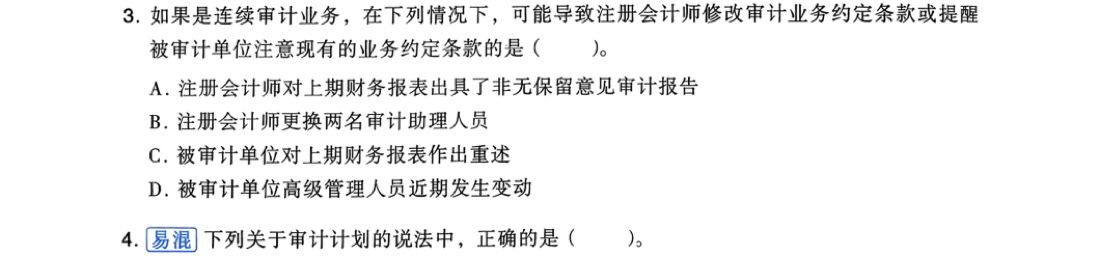 3. 如果是连续审计业务，在下列情况下，可能导致注册会计师修改审计业务约定条款或提醒
被审计单位注意现有的业务约定条款的是（　　）。
A. 注册会计师对上期财务报表出具了非无保留意见审计报告
B. 注册会计师更换两名审计助理人员
C. 被审计单位对上期财务报表作出重述
D. 被审计单位高级管理人员近期发生变动
4. 易混 下列关于审计计划的说法中，正确的是（　　）。